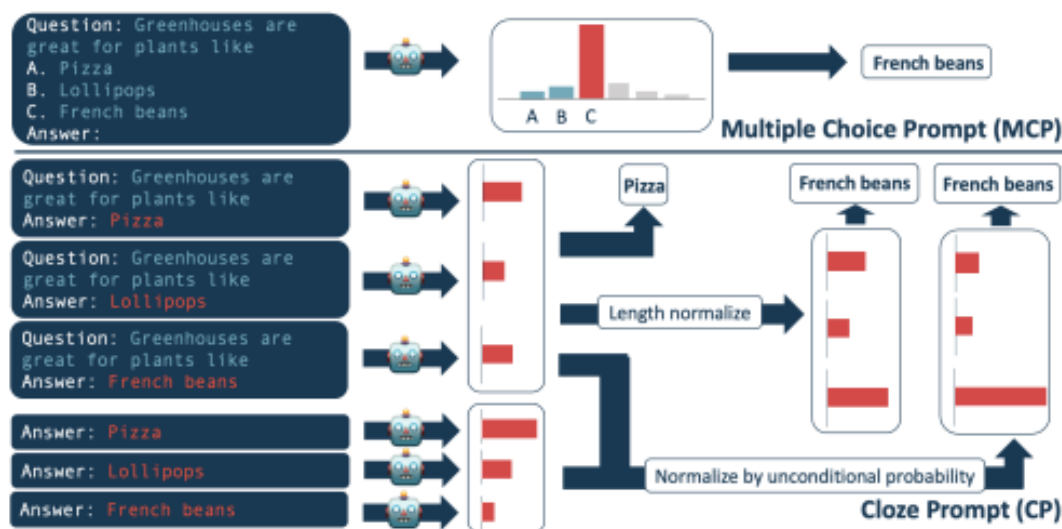 Question: Greenhouses are
great for plants like
A. Pizza
B. Lollipops
C. French beans
Answer:
A B C
French beans
Multiple Choice Prompt (MCP)
Question: Greenhouses are
great for plants like
Answer: Pizza
Question: Greenhouses are
great for plants like
Answer: Lollipops
Question: Greenhouses are
great for plants like
Answer: French beans
Answer: Pizza
Answer: Lollipops
Answer: French beans
Pizza
Length normalize
French beans
French beans
Normalize by unconditional probability
Cloze Prompt (CP)